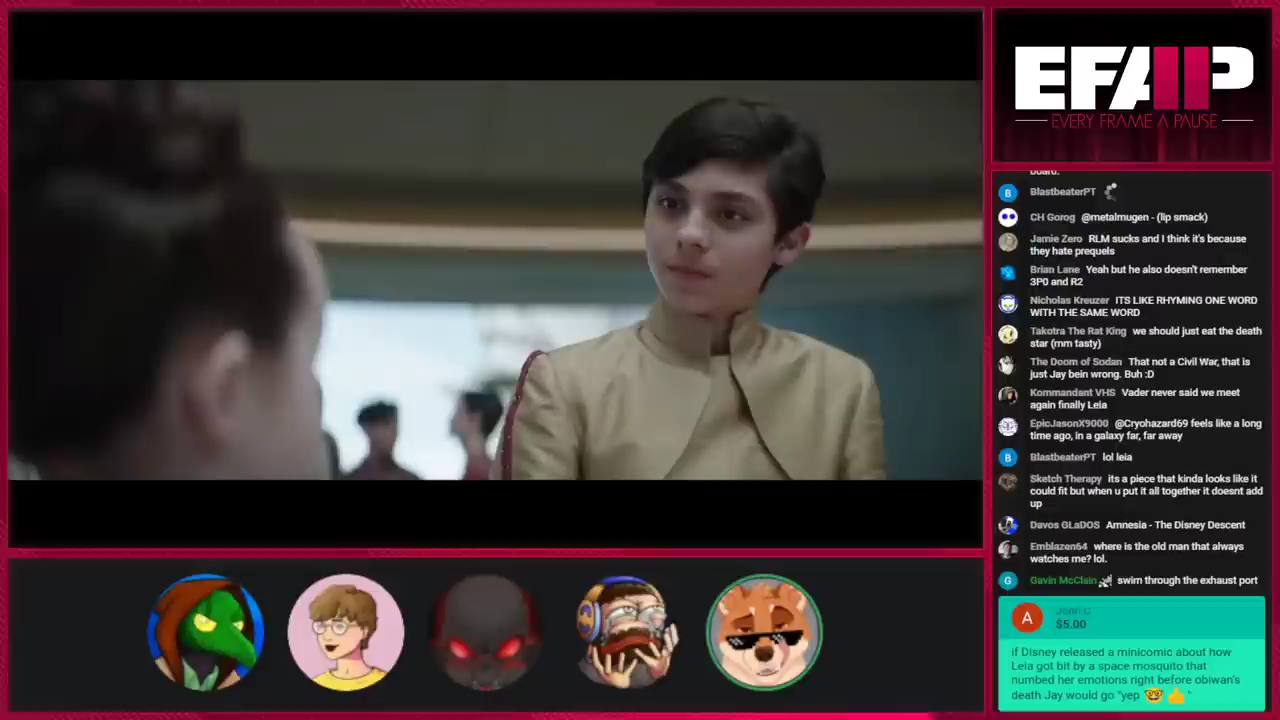 EFAP
EVERY FRAME A PAUSE
board.
BlastbeaterPT
CH Gorog @metalmugen - (lip smack)
Jamie Zero RLM sucks and I think it's because
they hate prequels
Brian Lane Yeah but he also doesn't remember
3P0 and R2
Nicholas Kreuzer ITS LIKE RHYMING ONE WORD
WITH THE SAME WORD
Takotra The Rat King we should just eat the death
star (mm tasty)
The Doom of Sodan That not a Civil War, that is
just Jay bein wrong. Buh :D
Kommandant VHS Vader never said we meet
again finally Leia
EpicJasonX9000 @Cryohazard69 feels like a long
time ago, in a galaxy far, far away
BlastbeaterPT lol leia
Sketch Therapy its a piece that kinda looks like it
could fit but when u put it all together it doesnt add
up
Davos GLaDOS Amnesia - The Disney Descent
Emblazen64 where is the old man that always
watches me? lol.
G Gavin McClain swim through the exhaust port
A John C
$5.00
if Disney released a minicomic about how
Leia got bit by a space mosquito that
numbed her emotions right before obiwan's
death Jay would go "yep 🤓 👍 "